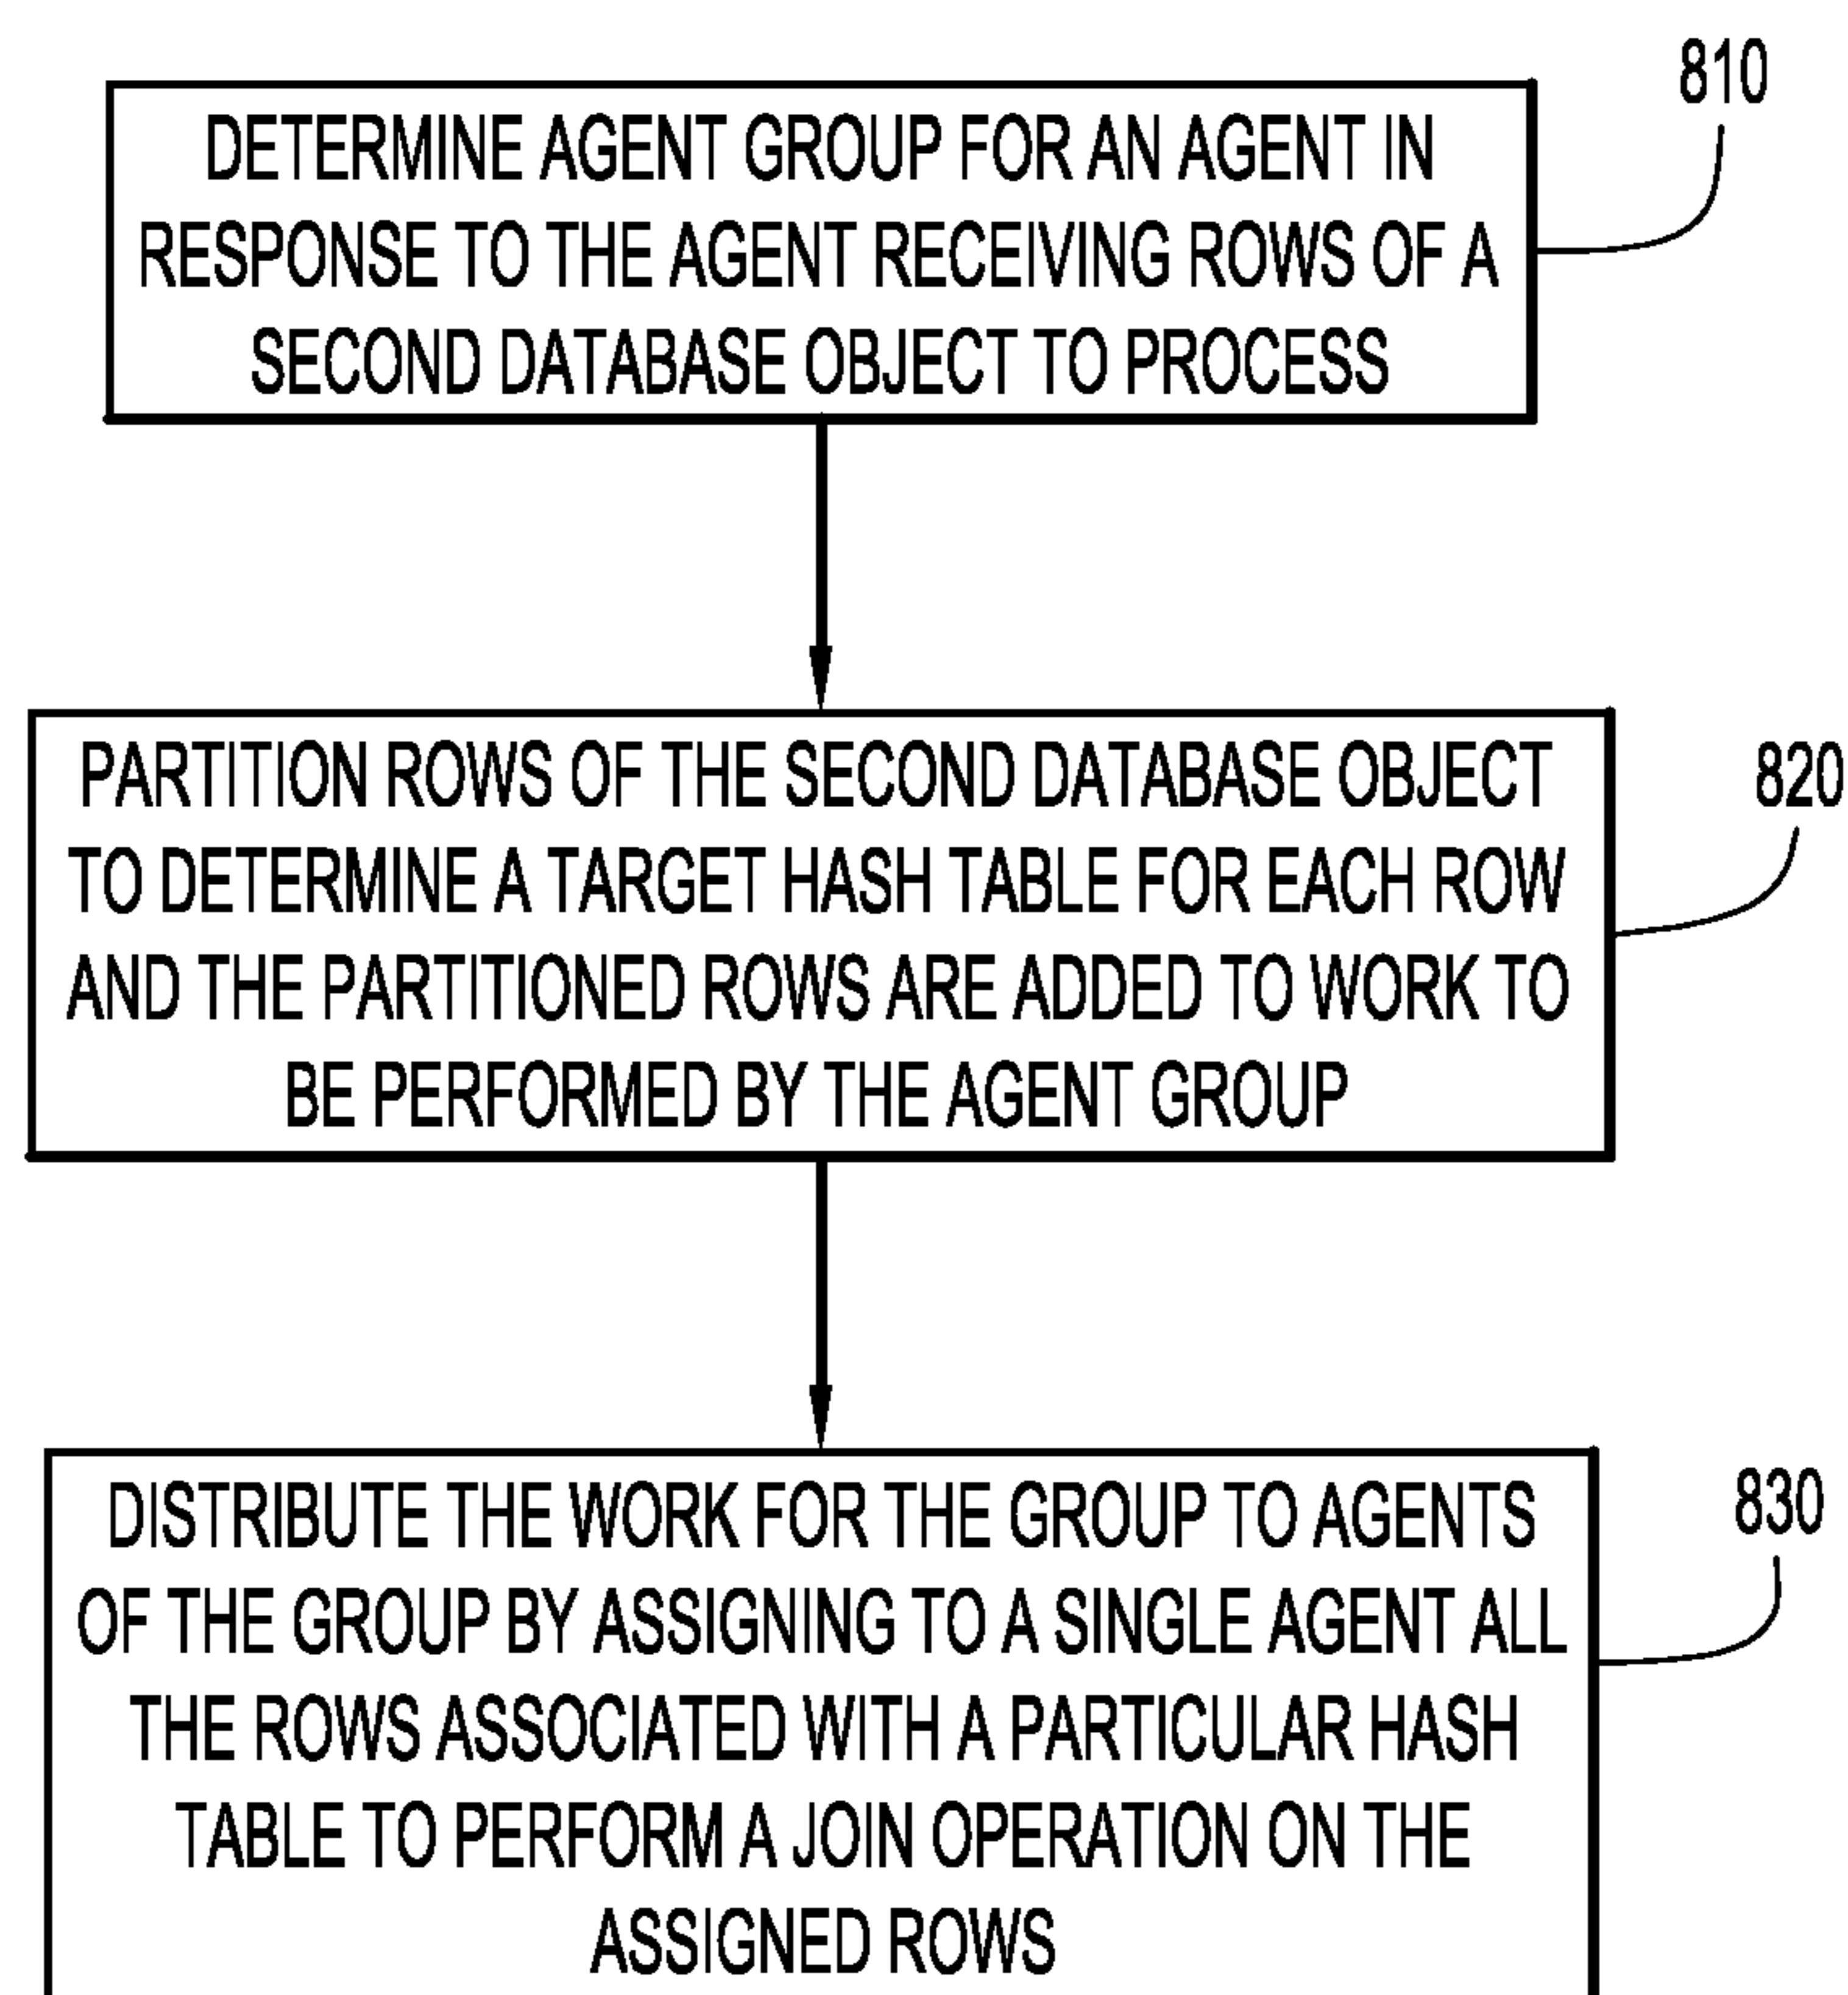 810
DETERMINE AGENT GROUP FOR AN AGENT IN
RESPONSE TO THE AGENT RECEIVING ROWS OF A
SECOND DATABASE OBJECT TO PROCESS
820
PARTITION ROWS OF THE SECOND DATABASE OBJECT
TO DETERMINE A TARGET HASH TABLE FOR EACH ROW
AND THE PARTITIONED ROWS ARE ADDED TO WORK TO
BE PERFORMED BY THE AGENT GROUP
830
DISTRIBUTE THE WORK FOR THE GROUP TO AGENTS
OF THE GROUP BY ASSIGNING TO A SINGLE AGENT ALL
THE ROWS ASSOCIATED WITH A PARTICULAR HASH
TABLE TO PERFORM A JOIN OPERATION ON THE
ASSIGNED ROWS